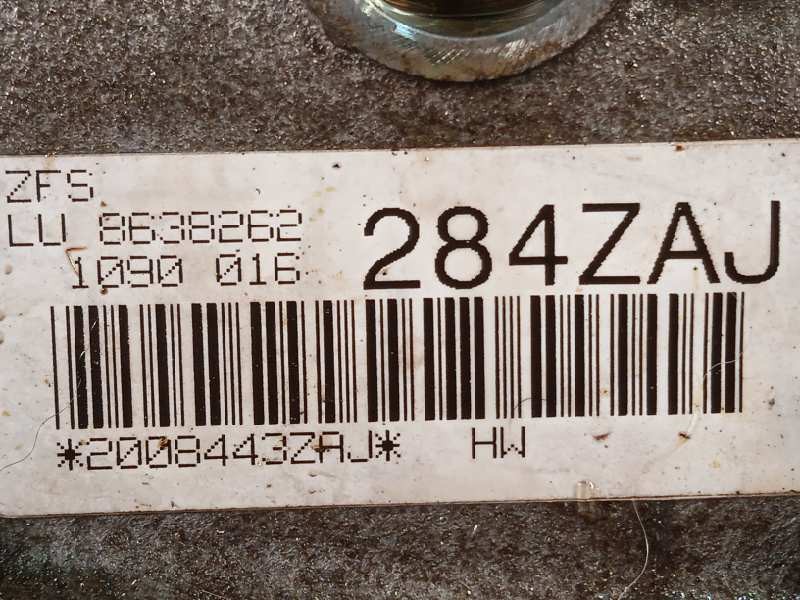 ZFS
LU 8638262
1090 016
284ZAJ
*2008443ZAJ* HW